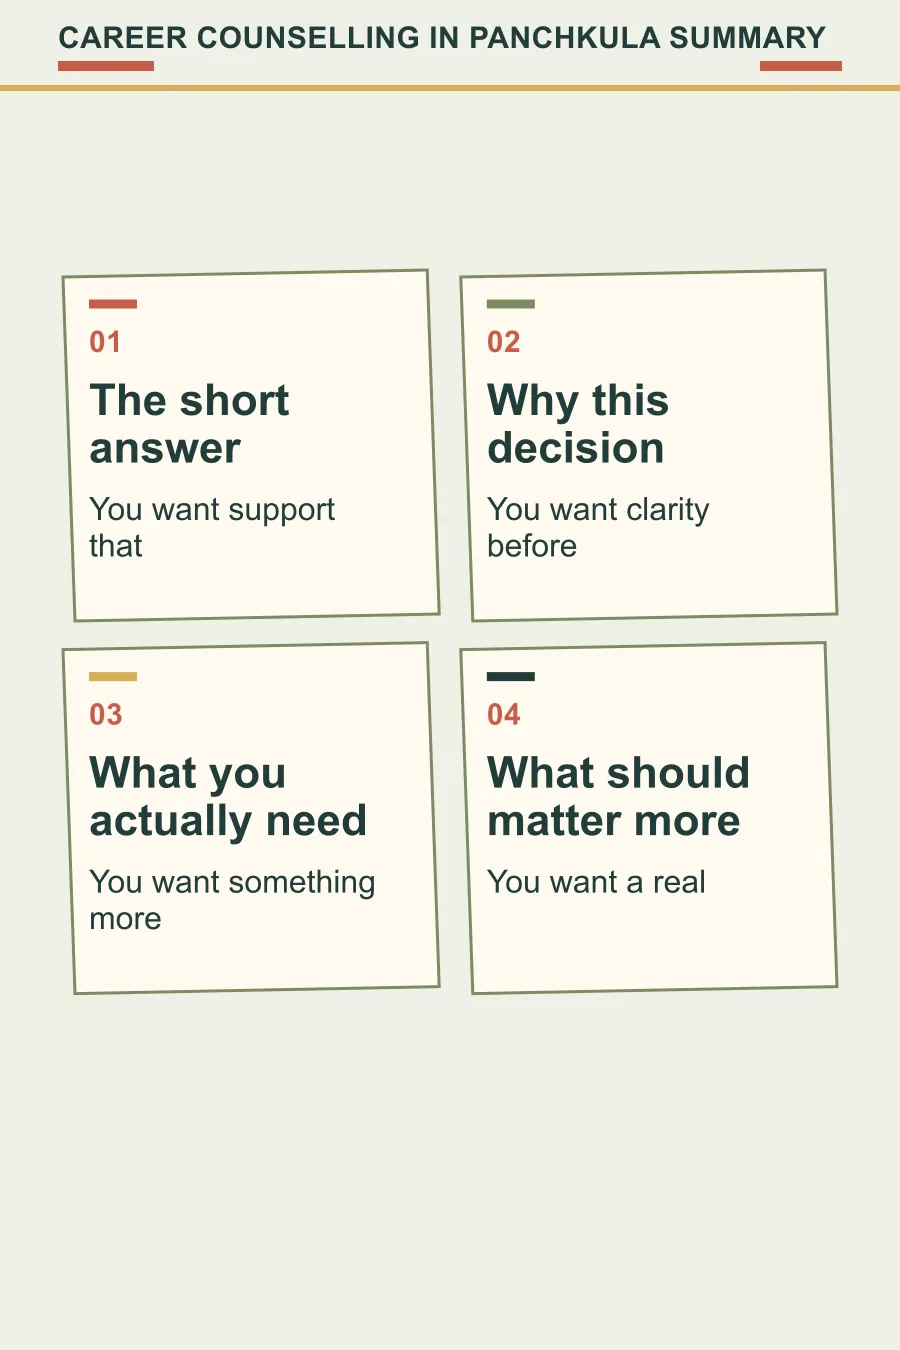 CAREER COUNSELLING IN PANCHKULA SUMMARY
01
The short
answer
You want support
that
02
Why this
decision
You want clarity
before
03
What you
actually need
You want something
more
04
What should
matter more
You want a real